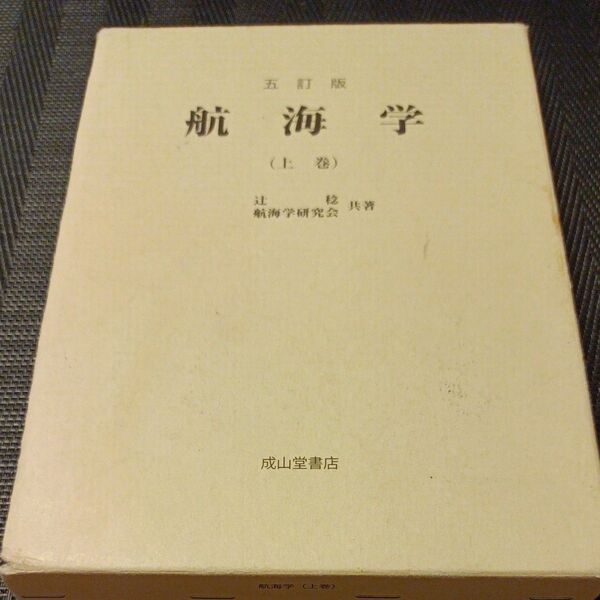 五訂版
航海学
(上巻)
辻 稔
航海学研究会 共著
成山堂書店
航海学(上巻)